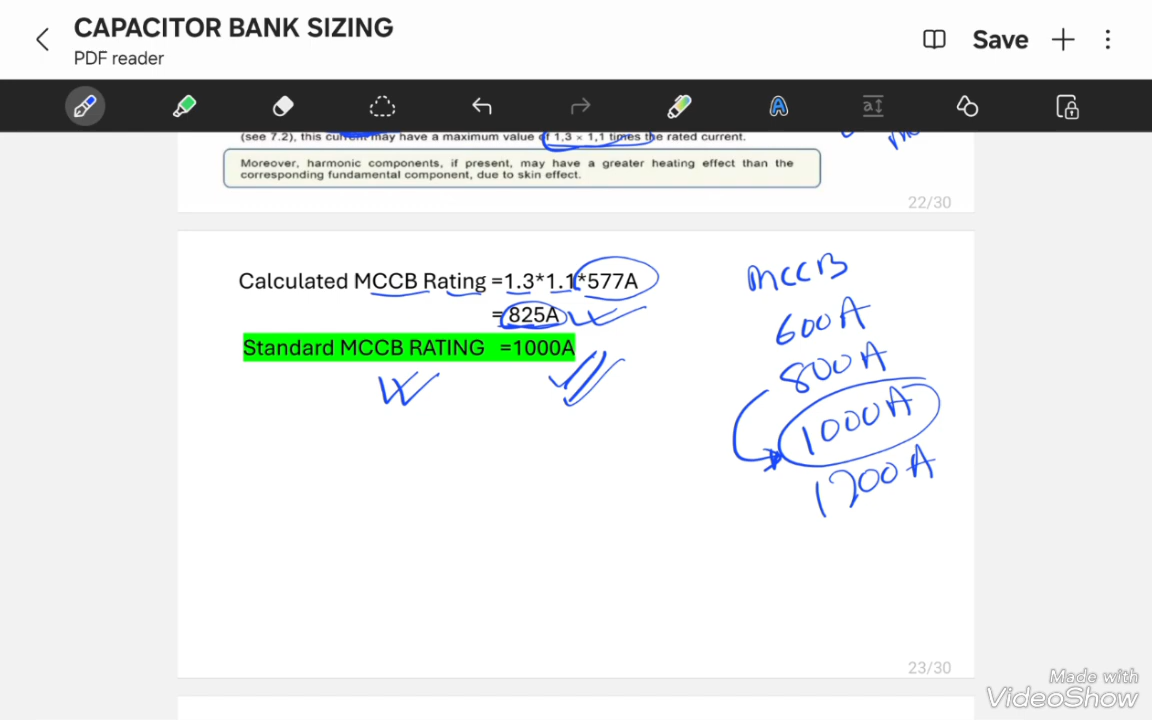 CAPACITOR BANK SIZING
PDF reader
Save
(see 7.2), this current may have a maximum value of 1,3 × 1,1 times the rated current.
Moreover, harmonic components, if present, may have a greater heating effect than the
corresponding fundamental component, due to skin effect.
22/30
Calculated MCCB Rating =1.3*1.1*577A
=825A
Standard MCCB RATING =1000A
MCCB
600A
800A
1000A
1200A
23/30
Made with
VideoShow